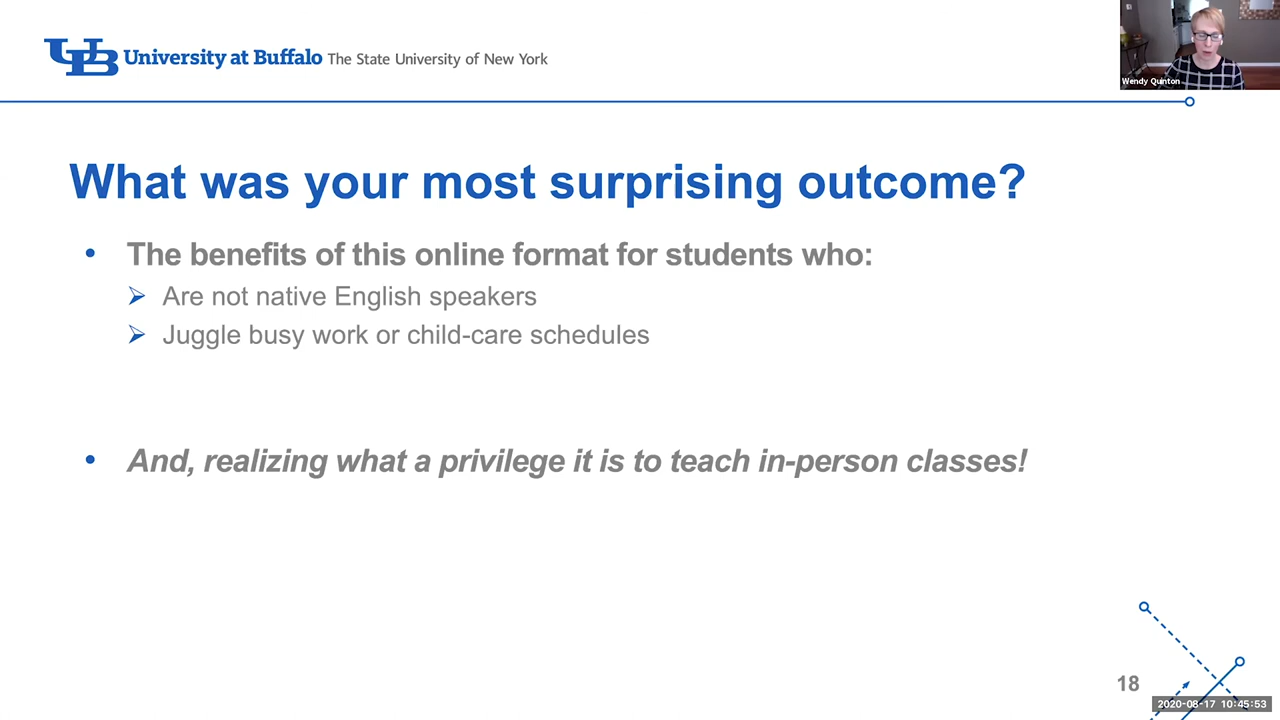 University at Buffalo The State University of New York
Wendy Quinton
What was your most surprising outcome?
• The benefits of this online format for students who:
➢ Are not native English speakers
➢ Juggle busy work or child-care schedules
• And, realizing what a privilege it is to teach in-person classes!
18
2020-08-17 10:45:53